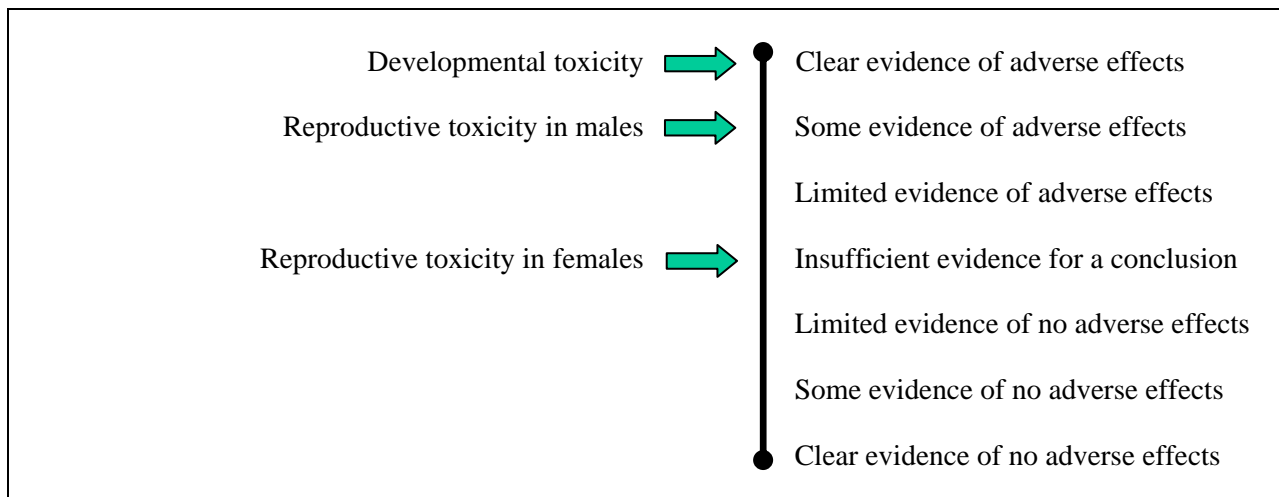 Developmental toxicity Clear evidence of adverse effects
Reproductive toxicity in males Some evidence of adverse effects
Limited evidence of adverse effects
Reproductive toxicity in females Insufficient evidence for a conclusion
Limited evidence of no adverse effects
Some evidence of no adverse effects
Clear evidence of no adverse effects